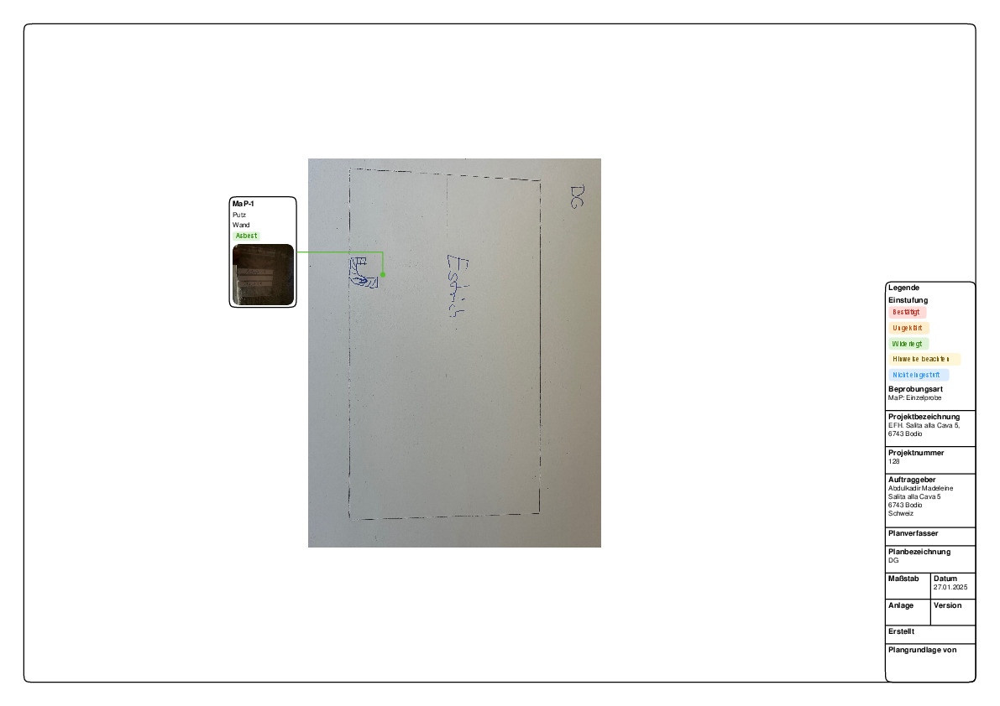 MaP-1
Putz
Wand
Asbest
DG
Estrich
Legende
Einstufung
Bestätigt
Ungeklärt
Widerlegt
Hinweise beachten
Nicht eingestuft
Beprobungsart
MaP: Einzelprobe
Projektbezeichnung
EFH. Salita alla Cava 5,
6743 Bodio
Projektnummer
128
Auftraggeber
Abdulkadir Madeleine
Salita alla Cava 5
6743 Bodio
Schweiz
Planverfasser
Planbezeichnung
DG
Maßstab
Datum
27.01.2025
Anlage
Version
Erstellt
Plangrundlage von